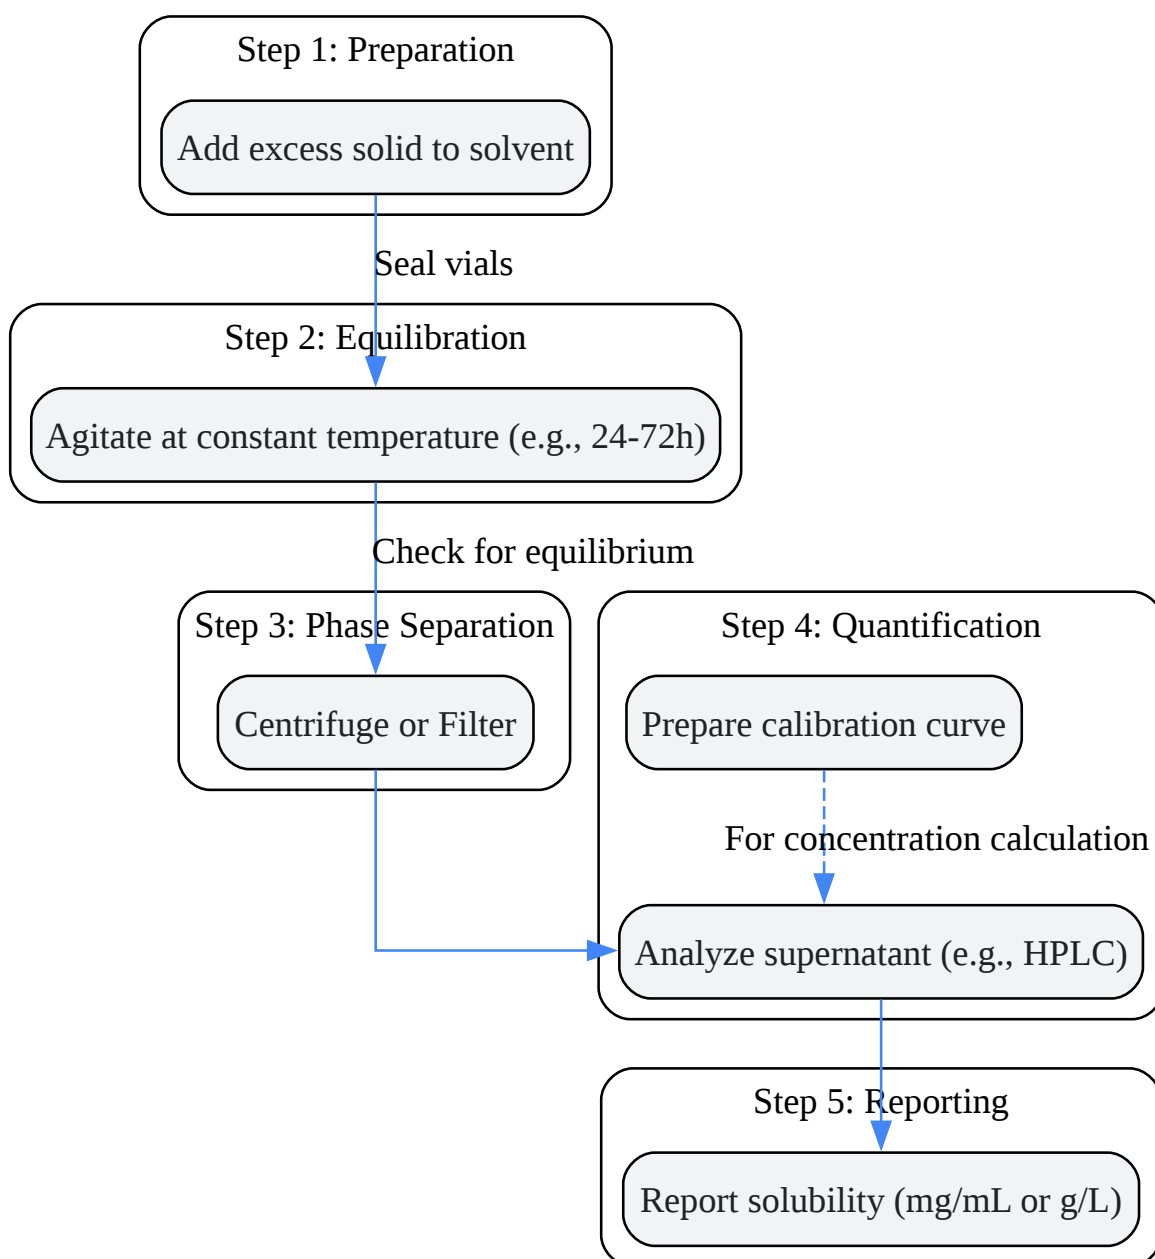 Step 1: Preparation
Add excess solid to solvent
Seal vials
Step 2: Equilibration
Agitate at constant temperature (e.g., 24-72h)
Check for equilibrium
Step 3: Phase Separation
Centrifuge or Filter
Step 4: Quantification
Prepare calibration curve
For concentration calculation
Analyze supernatant (e.g., HPLC)
Step 5: Reporting
Report solubility (mg/mL or g/L)